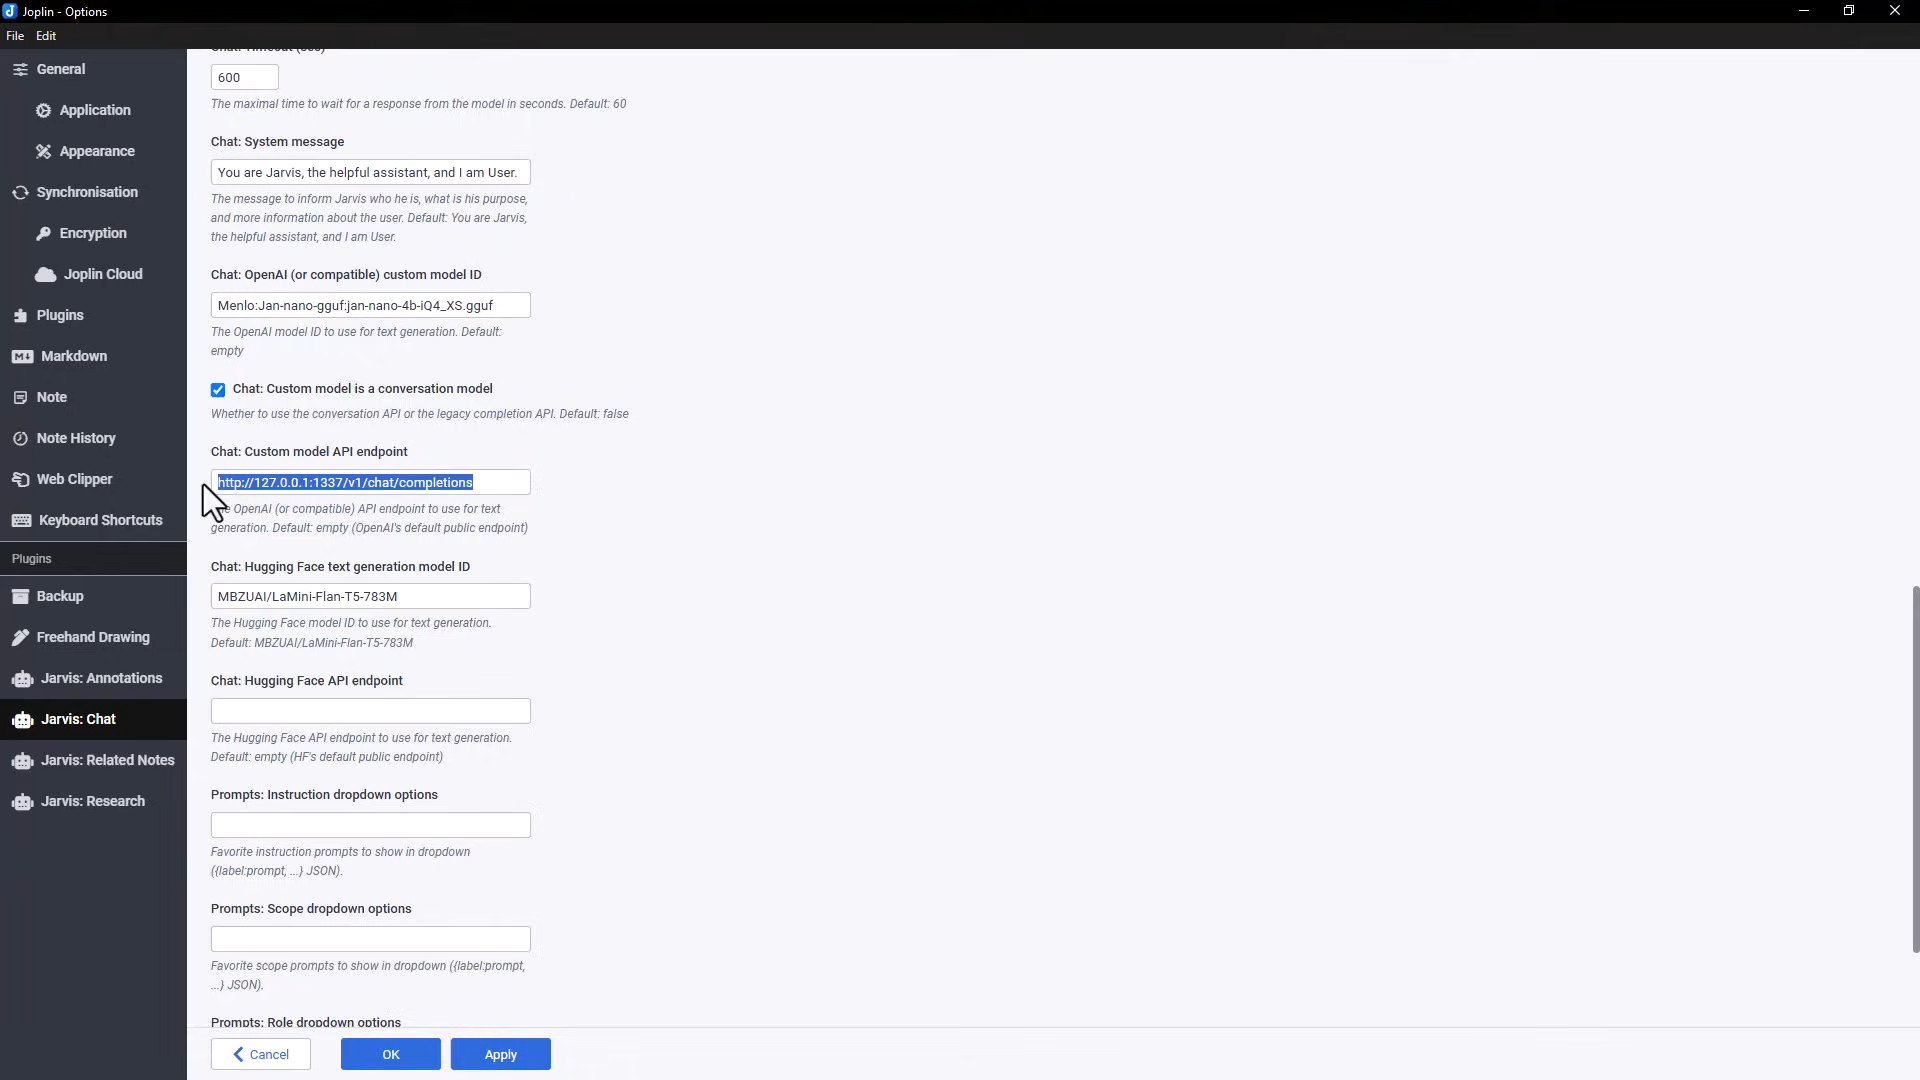 Joplin - Options
File Edit
General
Application
Appearance
Synchronisation
Encryption
Joplin Cloud
Plugins
Markdown
Note
Note History
Web Clipper
Keyboard Shortcuts
Plugins
Backup
Freehand Drawing
Jarvis: Annotations
Jarvis: Chat
Jarvis: Related Notes
Jarvis: Research
Chat: Timeout (sec)
600
The maximal time to wait for a response from the model in seconds. Default: 60
Chat: System message
You are Jarvis, the helpful assistant, and I am User.
The message to inform Jarvis who he is, what is his purpose,
and more information about the user. Default: You are Jarvis,
the helpful assistant, and I am User.
Chat: OpenAI (or compatible) custom model ID
Menlo:Jan-nano-gguf:jan-nano-4b-iQ4_XS.gguf
The OpenAI model ID to use for text generation. Default:
empty
Chat: Custom model is a conversation model
Whether to use the conversation API or the legacy completion API. Default: false
Chat: Custom model API endpoint
http://127.0.0.1:1337/v1/chat/completions
OpenAI (or compatible) API endpoint to use for text
generation. Default: empty (OpenAI's default public endpoint)
Chat: Hugging Face text generation model ID
MBZUAI/LaMini-Flan-T5-783M
The Hugging Face model ID to use for text generation.
Default: MBZUAI/LaMini-Flan-T5-783M
Chat: Hugging Face API endpoint
The Hugging Face API endpoint to use for text generation.
Default: empty (HF's default public endpoint)
Prompts: Instruction dropdown options
Favorite instruction prompts to show in dropdown
({label:prompt, ...} JSON).
Prompts: Scope dropdown options
Favorite scope prompts to show in dropdown ({label:prompt,
...} JSON).
Prompts: Role dropdown options
Cancel OK Apply